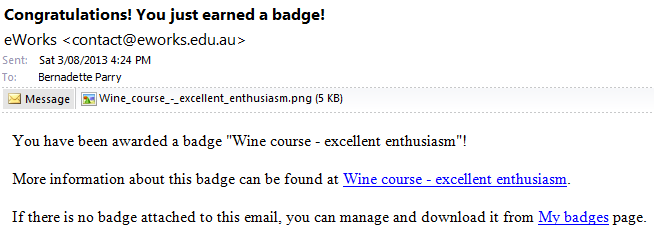 Congratulations! You just earned a badge!
eWorks <contact@eworks.edu.au>
Sent: Sat 3/08/2013 4:24 PM
To: Bernadette Parry
Message Wine_course_-_excellent_enthusiasm.png (5 KB)
You have been awarded a badge "Wine course - excellent enthusiasm"!
More information about this badge can be found at Wine course - excellent enthusiasm.
If there is no badge attached to this email, you can manage and download it from My badges page.